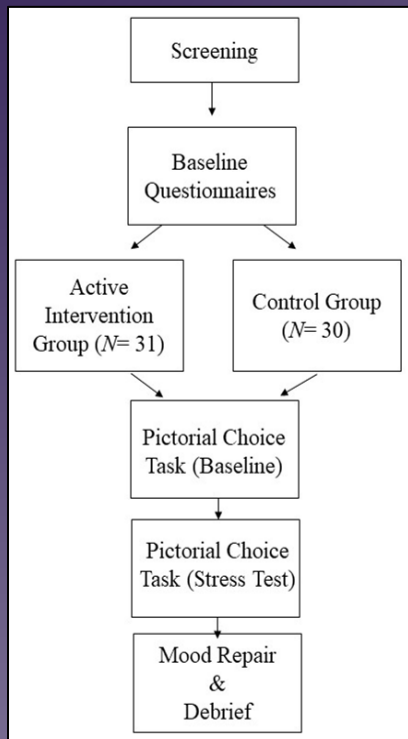 Screening
Baseline
Questionnaires
Active
Intervention
Group (N= 31)
Control Group
(N= 30)
Pictorial Choice
Task (Baseline)
Pictorial Choice
Task (Stress Test)
Mood Repair
&
Debrief